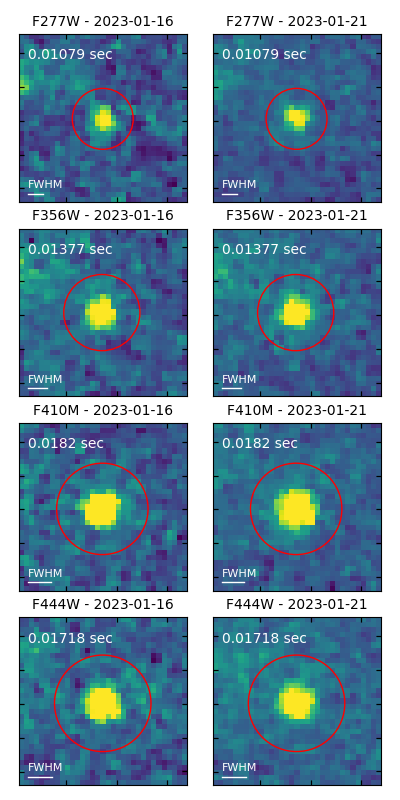 F277W - 2023-01-16
F277W - 2023-01-21
0.01079 sec
0.01079 sec
FWHM
FWHM
F356W - 2023-01-16
F356W - 2023-01-21
0.01377 sec
0.01377 sec
FWHM
FWHM
F410M - 2023-01-16
F410M - 2023-01-21
0.0182 sec
0.0182 sec
FWHM
FWHM
F444W - 2023-01-16
F444W - 2023-01-21
0.01718 sec
0.01718 sec
FWHM
FWHM